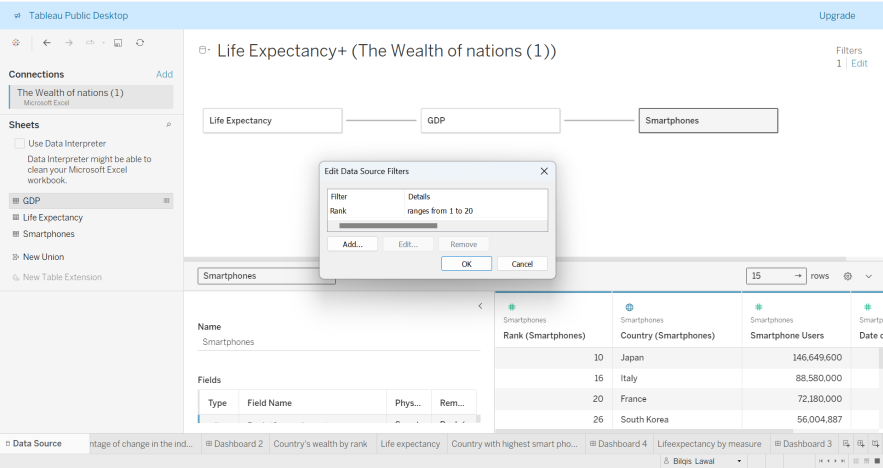 Tableau Public Desktop
Upgrade
Connections
Add
The Wealth of nations (1)
Microsoft Excel
Sheets
Use Data Interpreter
Data Interpreter might be able to
clean your Microsoft Excel
workbook.
GDP
Life Expectancy
Smartphones
New Union
New Table Extension
Life Expectancy+ (The Wealth of nations (1))
Filters
1 Edit
Life Expectancy
GDP
Smartphones
Edit Data Source Filters
Filter Details
Rank ranges from 1 to 20
Add... Edit... Remove
OK Cancel
Smartphones
15 → rows
Name
Smartphones
Fields
Type Field Name Phys... Rem...
Smartphones Smartphones Smartphones Smartp
Rank (Smartphones) Country (Smartphones) Smartphone Users Date c
10 Japan 146,649,600
16 Italy 88,580,000
20 France 72,180,000
26 South Korea 56,004,887
Data Source ntage of change in the ind... Dashboard 2 Country's wealth by rank Life expectancy Country with highest smart pho... Dashboard 4 Lifeexpectancy by measure Dashboard 3
Bilqis Lawal